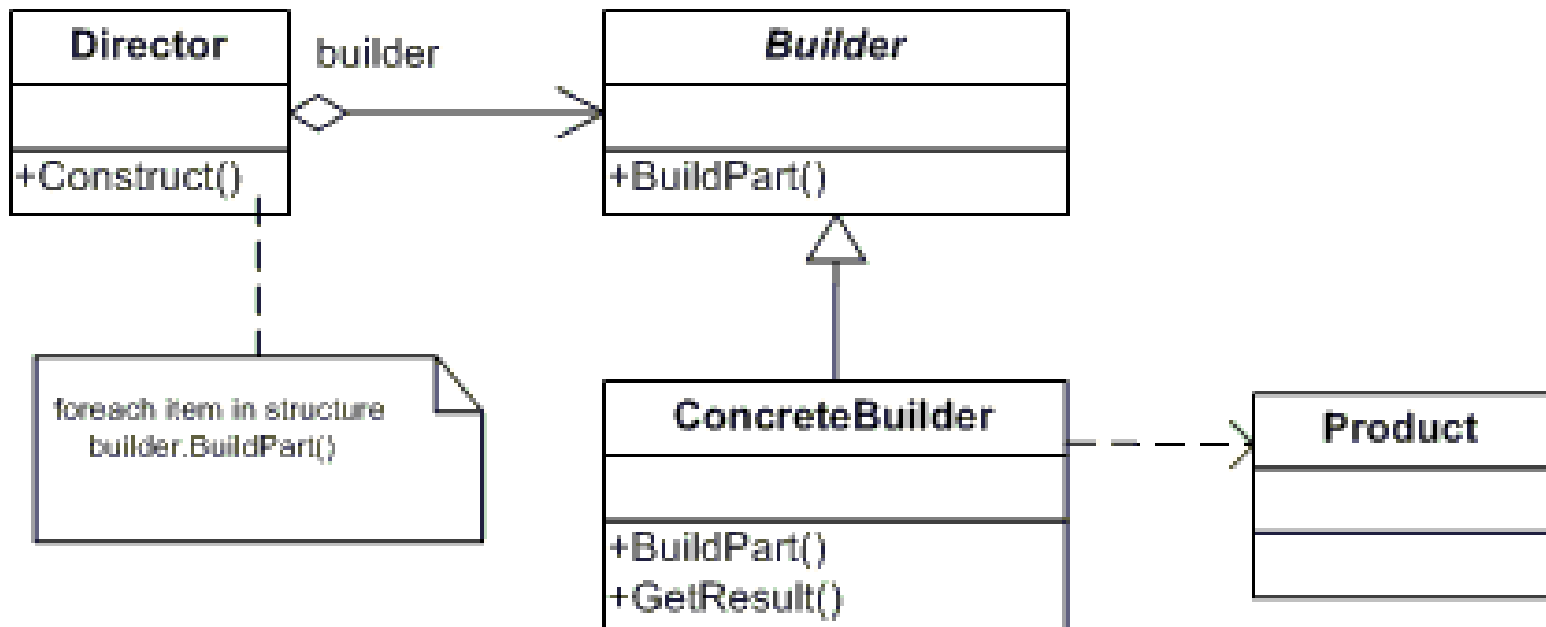 Director
builder
Builder
+Construct()
+BuildPart()
foreach item in structure
builder.BuildPart()
ConcreteBuilder
Product
+BuildPart()
+GetResult()